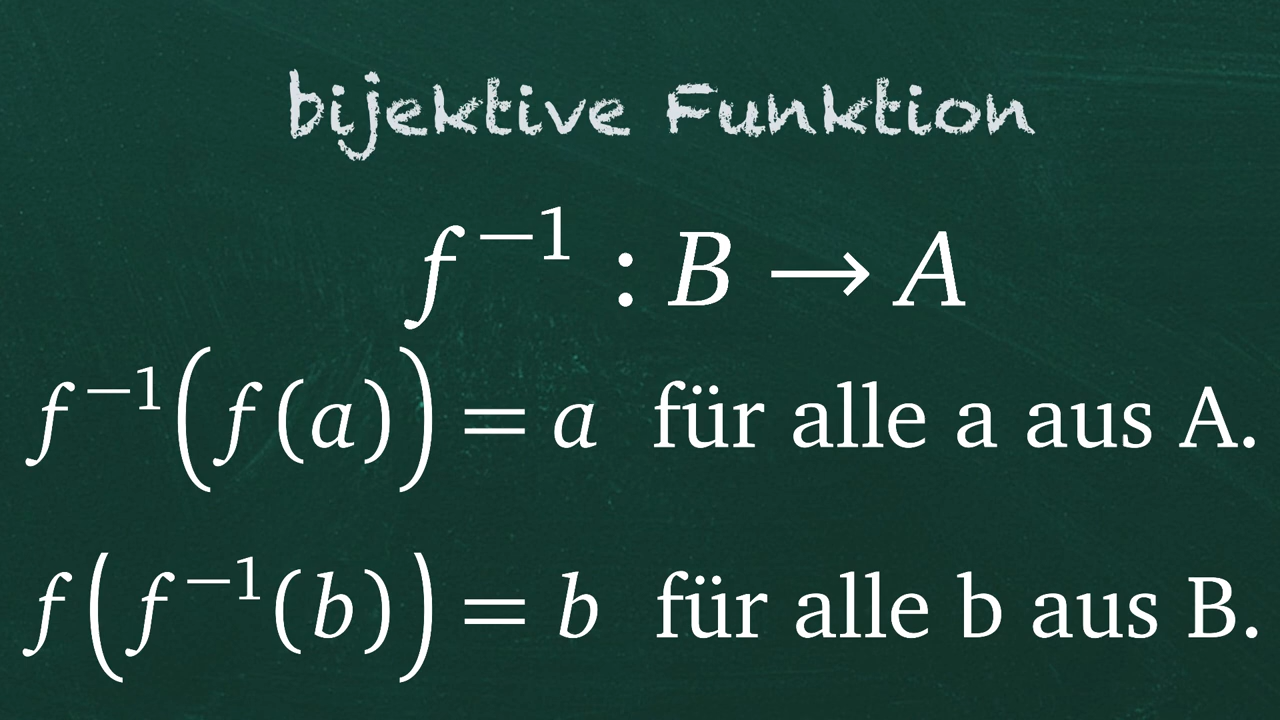 bijektive Funktion
f⁻¹ : B → A
f⁻¹(f(a)) = a für alle a aus A.
f(f⁻¹(b)) = b für alle b aus B.